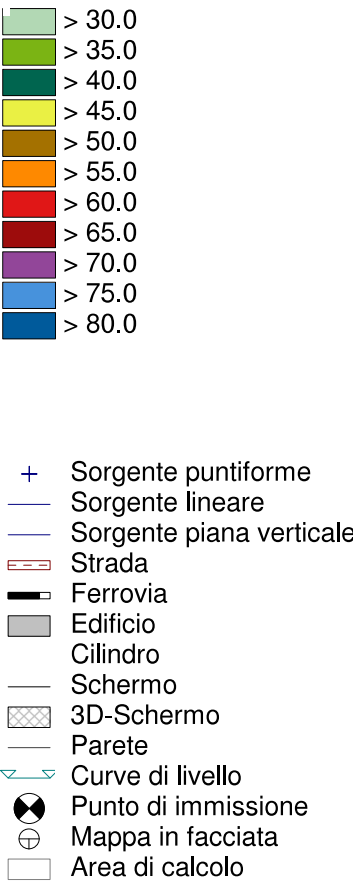 > 30.0
> 35.0
> 40.0
> 45.0
> 50.0
> 55.0
> 60.0
> 65.0
> 70.0
> 75.0
> 80.0
Sorgente puntiforme
Sorgente lineare
Sorgente piana verticale
Strada
Ferrovia
Edificio
Cilindro
Schermo
3D-Schermo
Parete
Curve di livello
Punto di immissione
Mappa in facciata
Area di calcolo